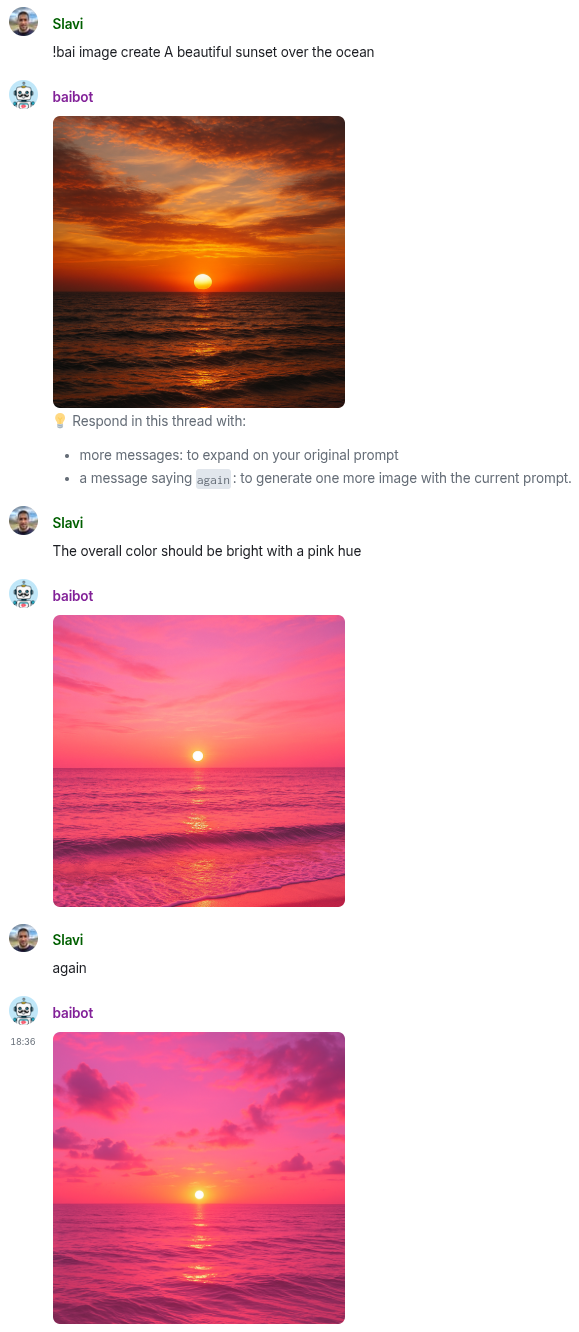 Slavi
!bai image create A beautiful sunset over the ocean
baibot
💡 Respond in this thread with:
• more messages: to expand on your original prompt
• a message saying again: to generate one more image with the current prompt.
Slavi
The overall color should be bright with a pink hue
baibot
Slavi
again
baibot
18:36